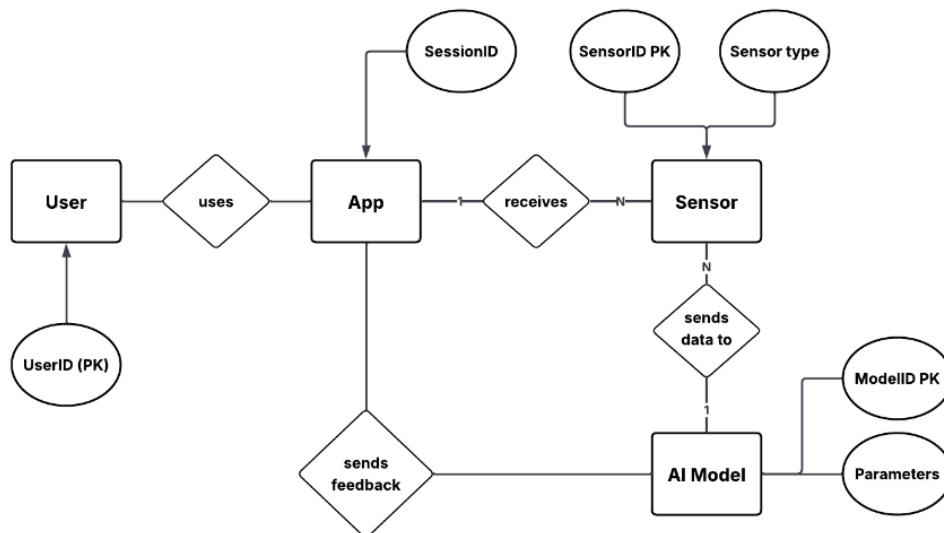 SessionID
SensorID PK
Sensor type
User
uses
App
1
receives
N
Sensor
N
sends
data to
UserID (PK)
ModelID PK
1
sends
feedback
AI Model
Parameters